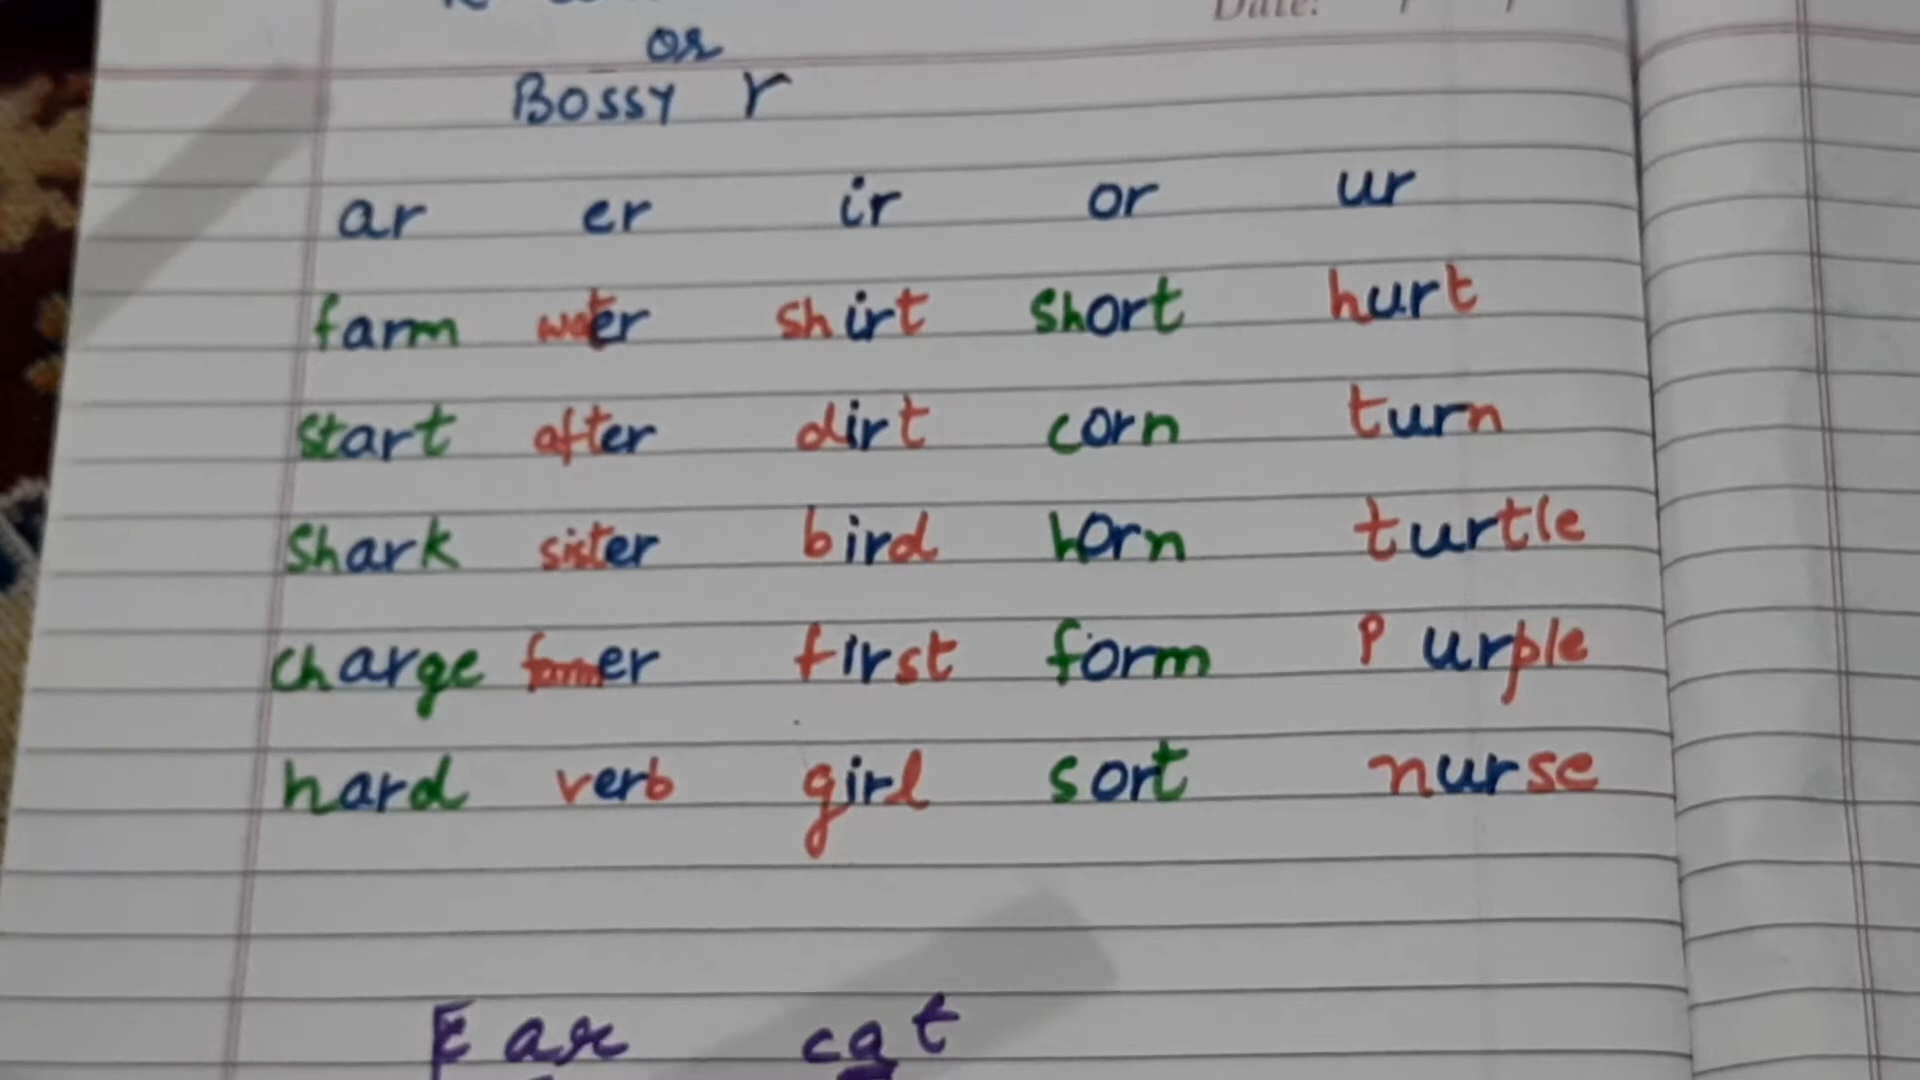 Date:
or
Bossy r
ar er ir or ur
farm water shirt short hurt
start after dirt corn turn
shark sister bird horn turtle
charge farmer first form purple
hard verb girl sort nurse
cat